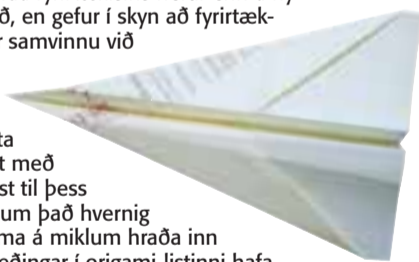 ð, en gefur í skyn að fyrirtæk-
r samvinnu við
ta
t með
st til þess
um það hvernig
ma á miklum hraða inn
eðingar í origami-listinni hafa